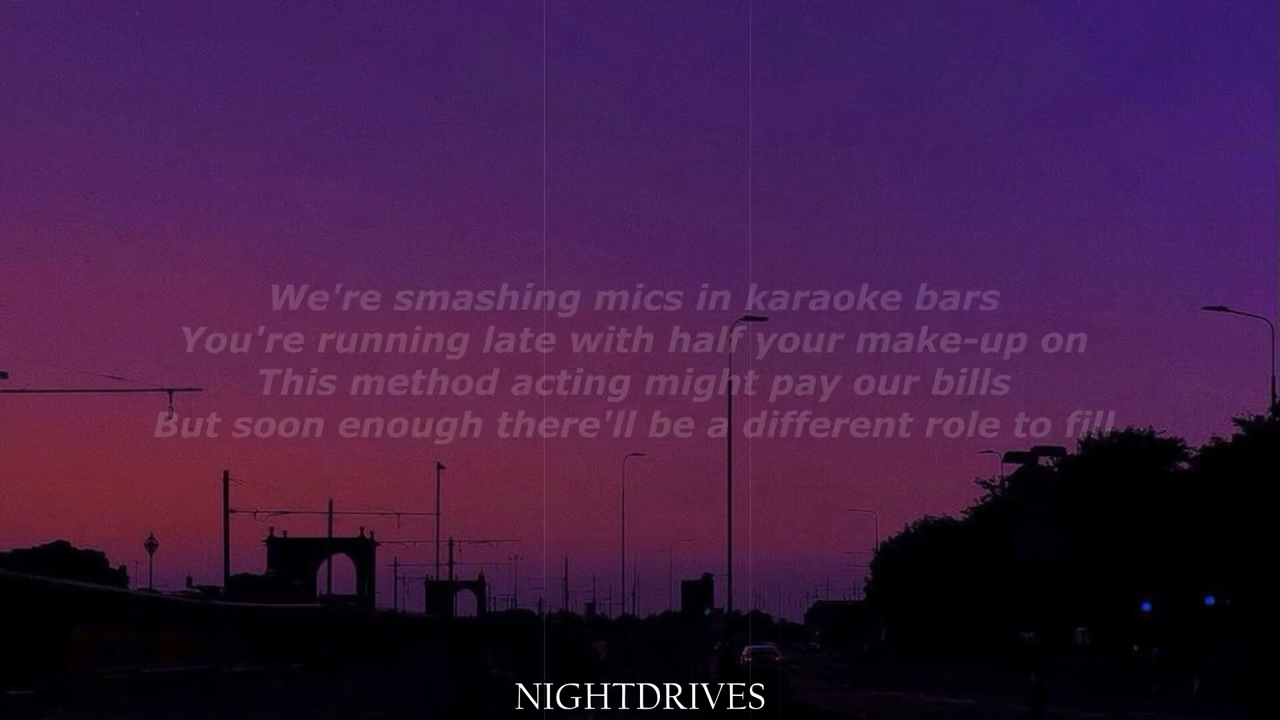 We're smashing mics in karaoke bars
You're running late with half your make-up on
This method acting might pay our bills
But soon enough there'll be a different role to fill
NIGHTDRIVES